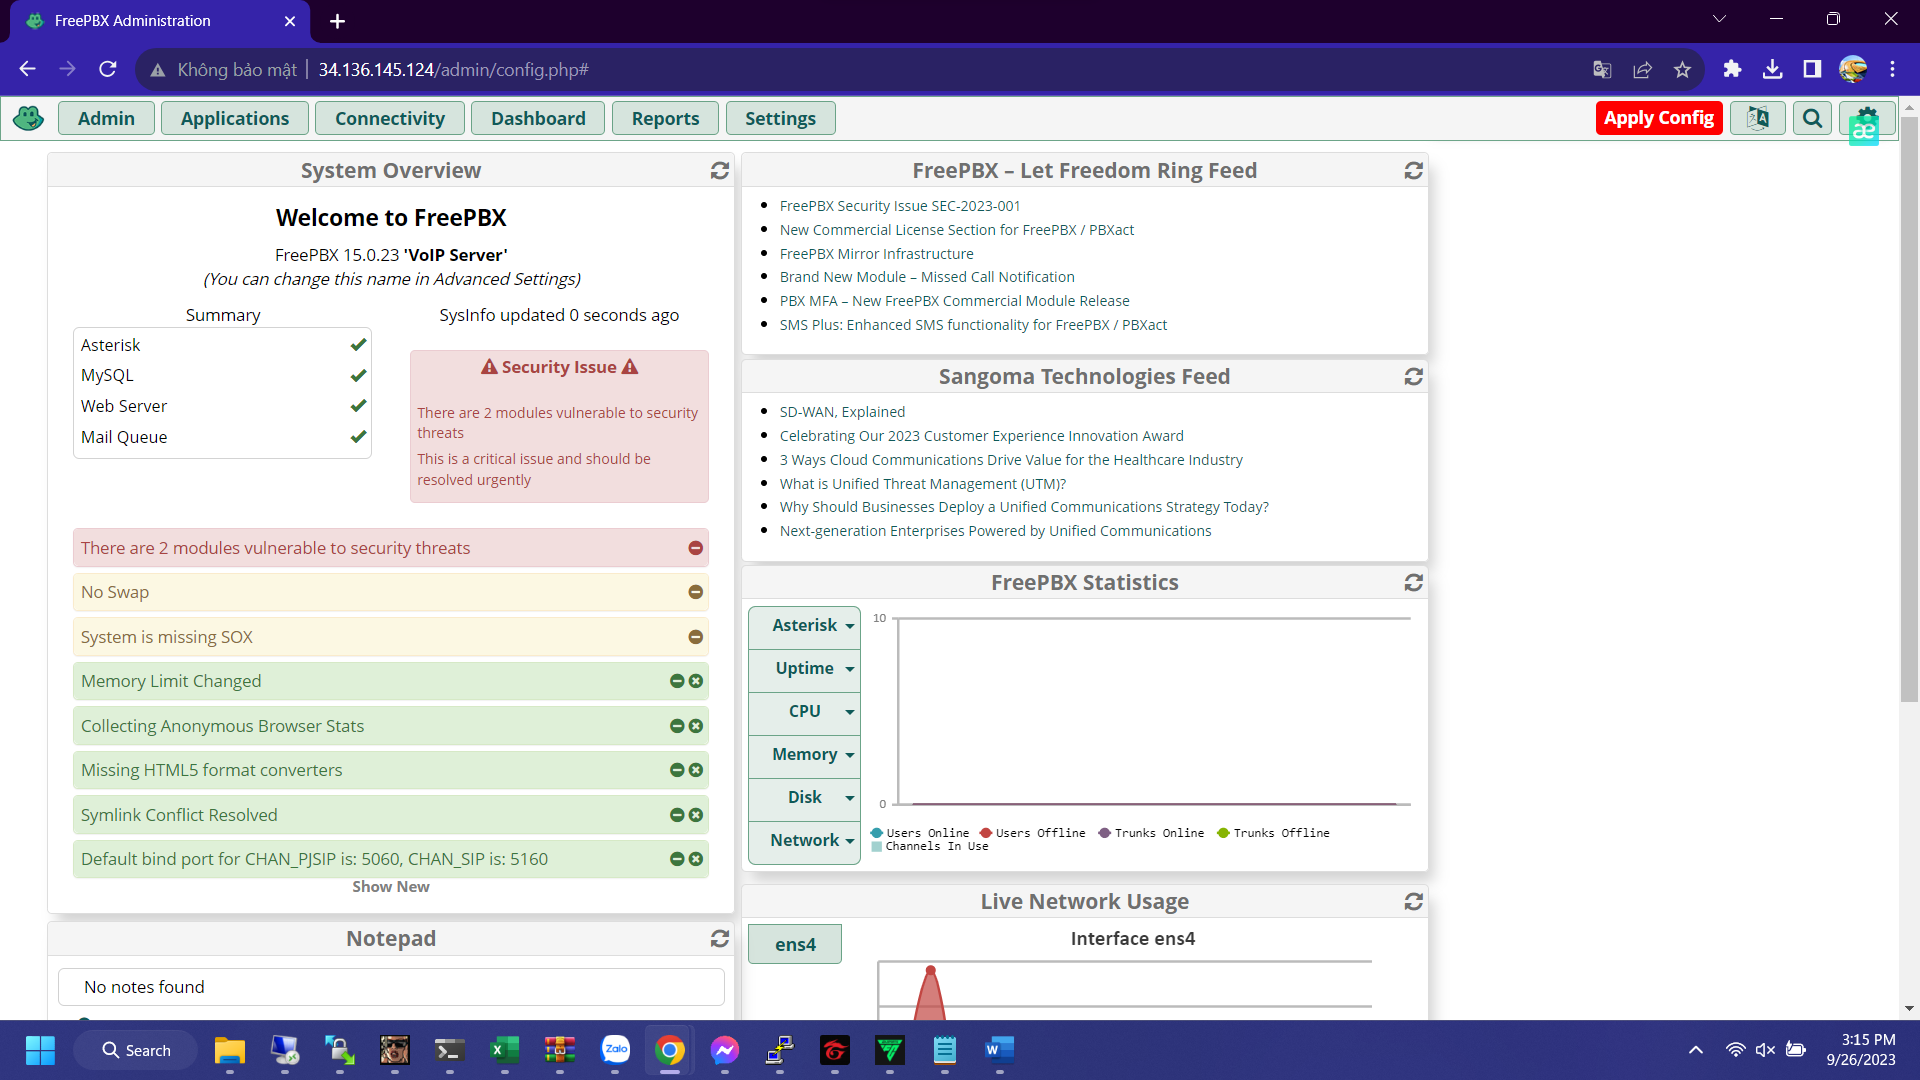 FreePBX Administration
Không bảo mật
34.136.145.124/admin/config.php#
Admin
Applications
Connectivity
Dashboard
Reports
Settings
Apply Config
æ
System Overview
Welcome to FreePBX
FreePBX 15.0.23 'VoIP Server'
(You can change this name in Advanced Settings)
Summary
Asterisk
MySQL
Web Server
Mail Queue
SysInfo updated 0 seconds ago
Security Issue
There are 2 modules vulnerable to security
threats
This is a critical issue and should be
resolved urgently
There are 2 modules vulnerable to security threats
No Swap
System is missing SOX
Memory Limit Changed
Collecting Anonymous Browser Stats
Missing HTML5 format converters
Symlink Conflict Resolved
Default bind port for CHAN_PJSIP is: 5060, CHAN_SIP is: 5160
Show New
Notepad
No notes found
FreePBX – Let Freedom Ring Feed
FreePBX Security Issue SEC-2023-001
New Commercial License Section for FreePBX / PBXact
FreePBX Mirror Infrastructure
Brand New Module – Missed Call Notification
PBX MFA – New FreePBX Commercial Module Release
SMS Plus: Enhanced SMS functionality for FreePBX / PBXact
Sangoma Technologies Feed
SD-WAN, Explained
Celebrating Our 2023 Customer Experience Innovation Award
3 Ways Cloud Communications Drive Value for the Healthcare Industry
What is Unified Threat Management (UTM)?
Why Should Businesses Deploy a Unified Communications Strategy Today?
Next-generation Enterprises Powered by Unified Communications
FreePBX Statistics
Asterisk
Uptime
CPU
Memory
Disk
Network
10
0
Users Online
Users Offline
Trunks Online
Trunks Offline
Channels In Use
Live Network Usage
ens4
Interface ens4
Search
Zalo
3:15 PM
9/26/2023